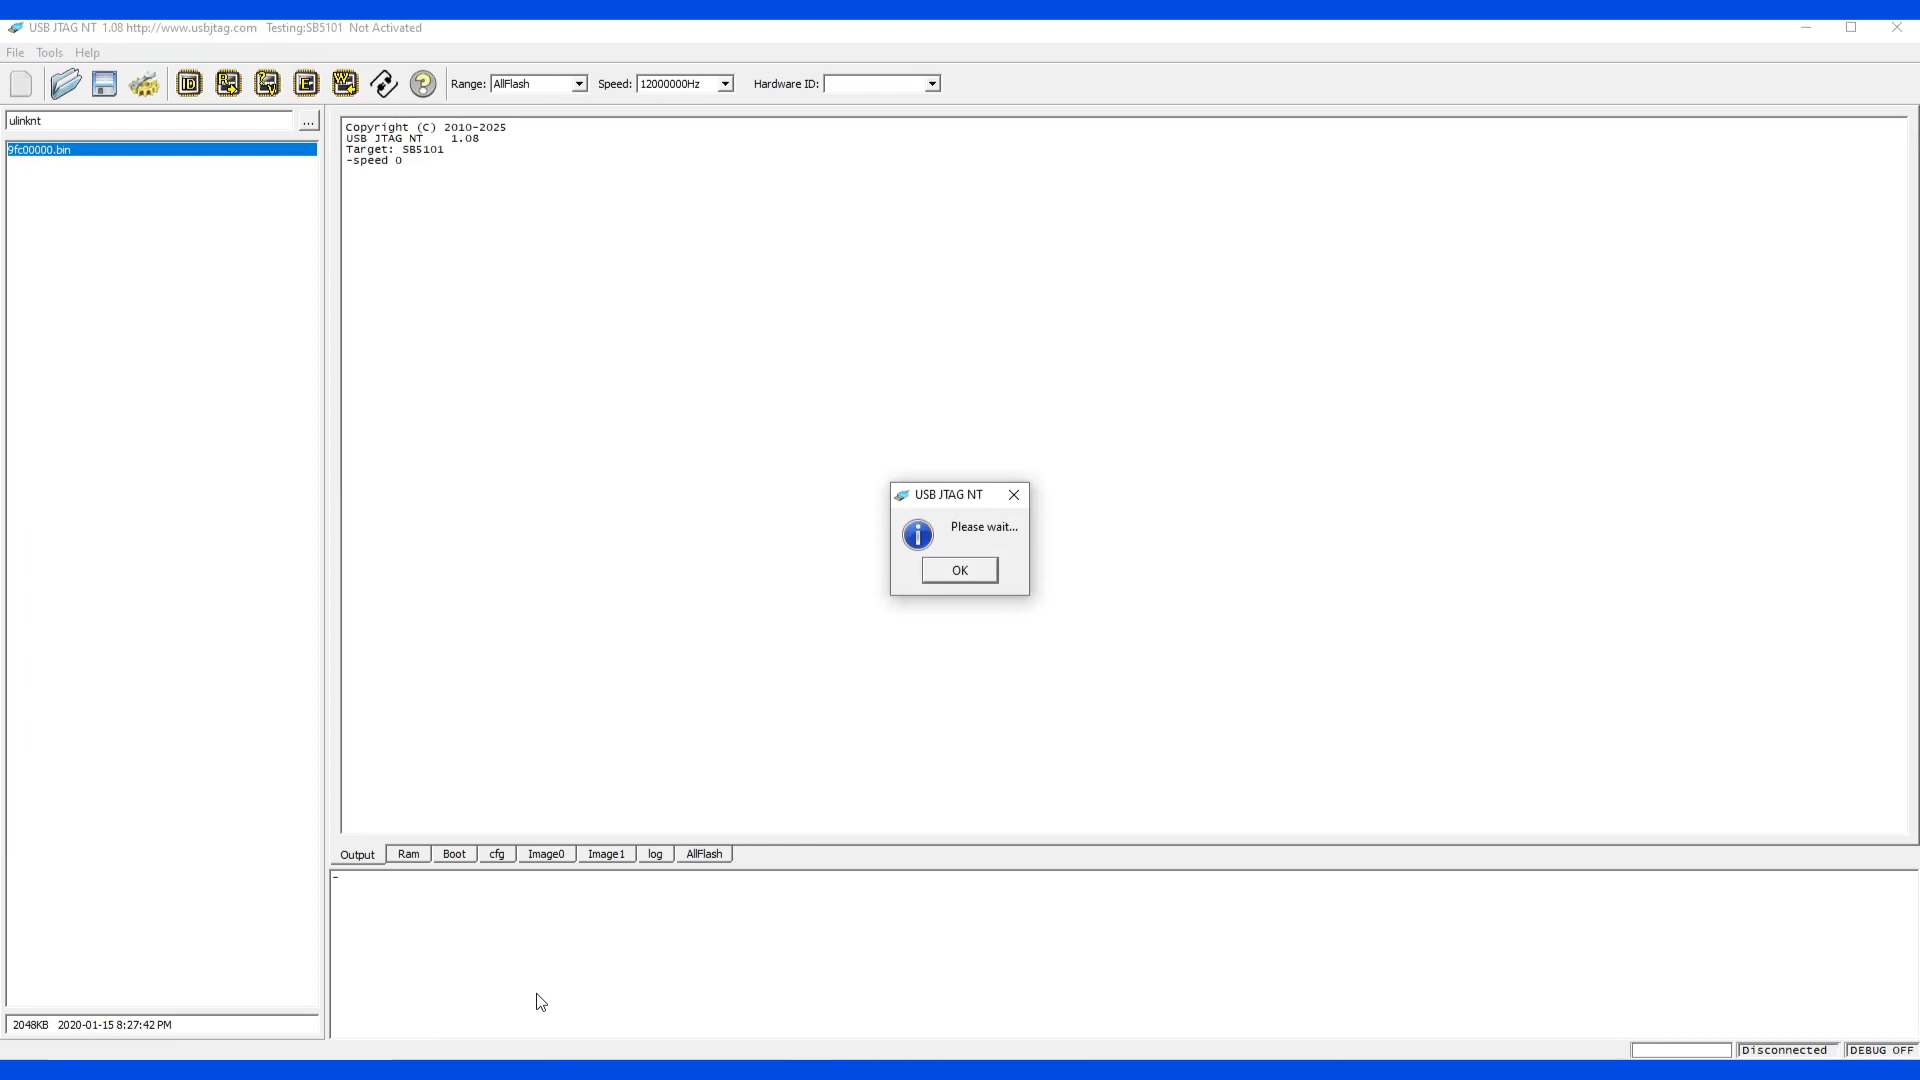 USB JTAG NT 1.08 http://www.usbjtag.com Testing:SB5101 Not Activated
File Tools Help
ID R ? V E W
?
Range: AllFlash Speed: 12000000Hz Hardware ID:
ulinknt ...
9fc00000.bin
Copyright (C) 2010-2025
USB JTAG NT 1.08
Target: SB5101
-speed 0
USB JTAG NT
Please wait...
OK
Output Ram Boot cfg Image0 Image1 log AllFlash
-
2048KB 2020-01-15 8:27:42 PM
Disconnected DEBUG OFF